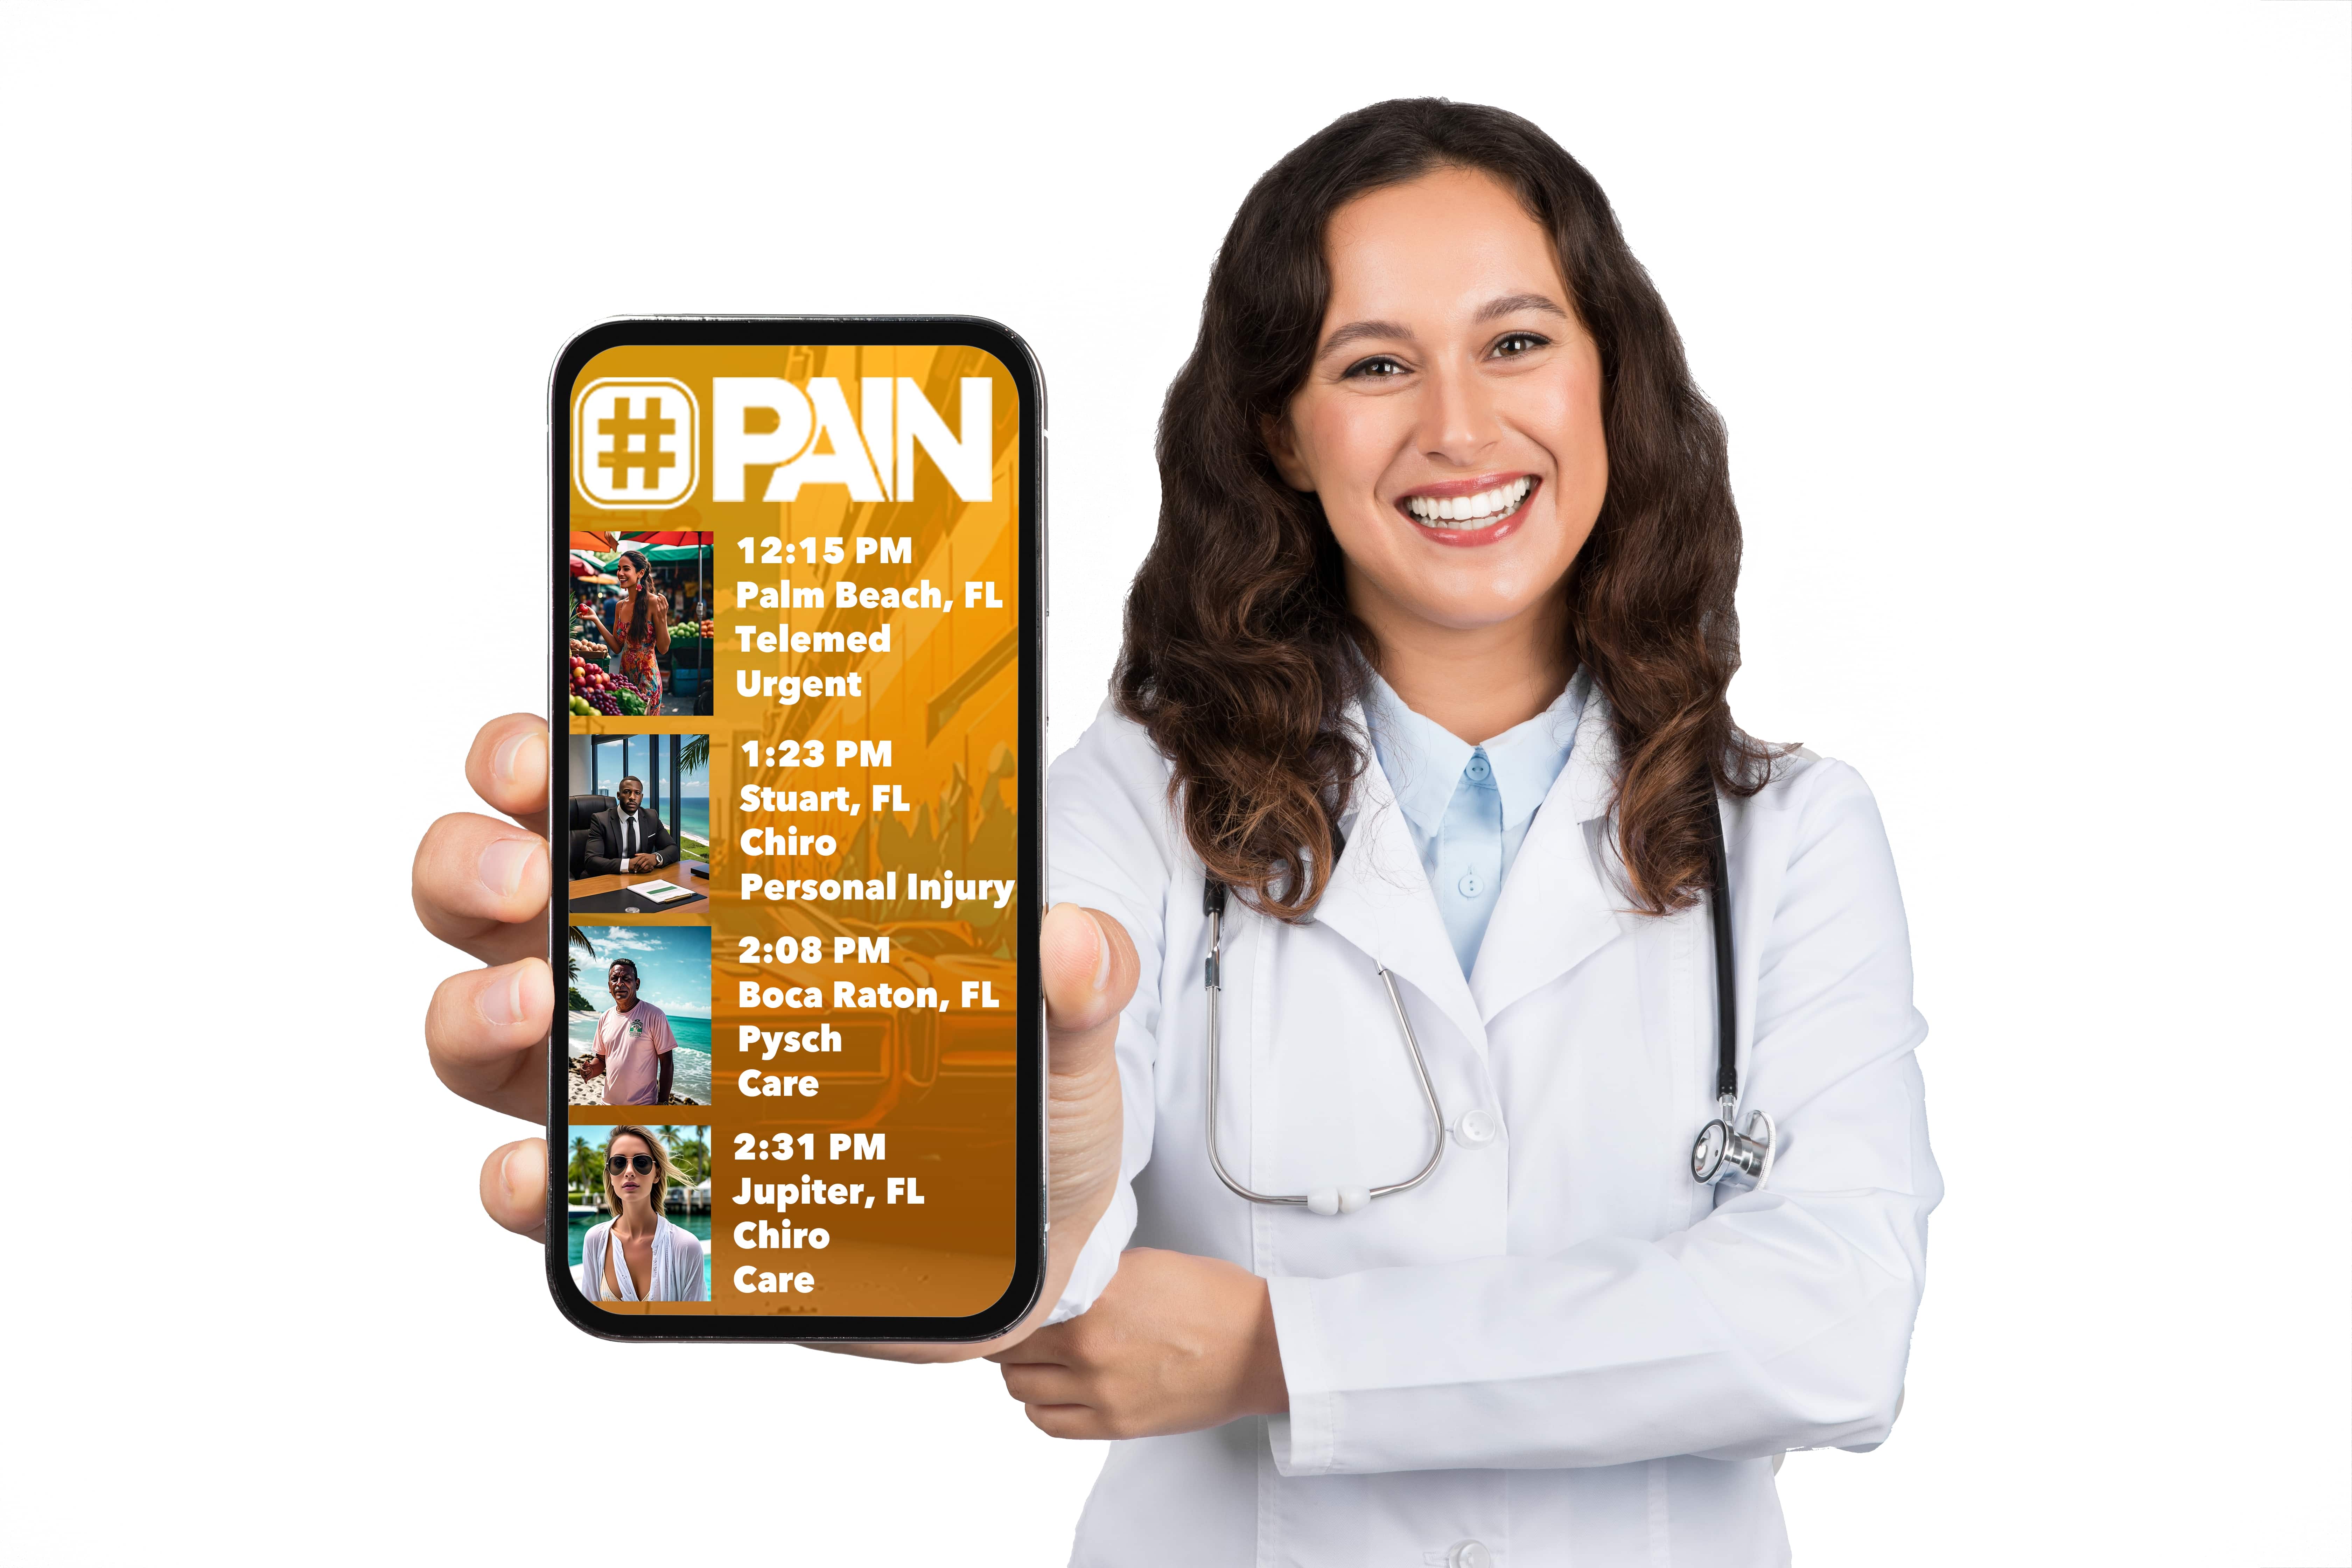 #PAIN
12:15 PM
Palm Beach, FL
Telemed
Urgent
1:23 PM
Stuart, FL
Chiro
Personal Injury
2:08 PM
Boca Raton, FL
Pysch
Care
2:31 PM
Jupiter, FL
Chiro
Care